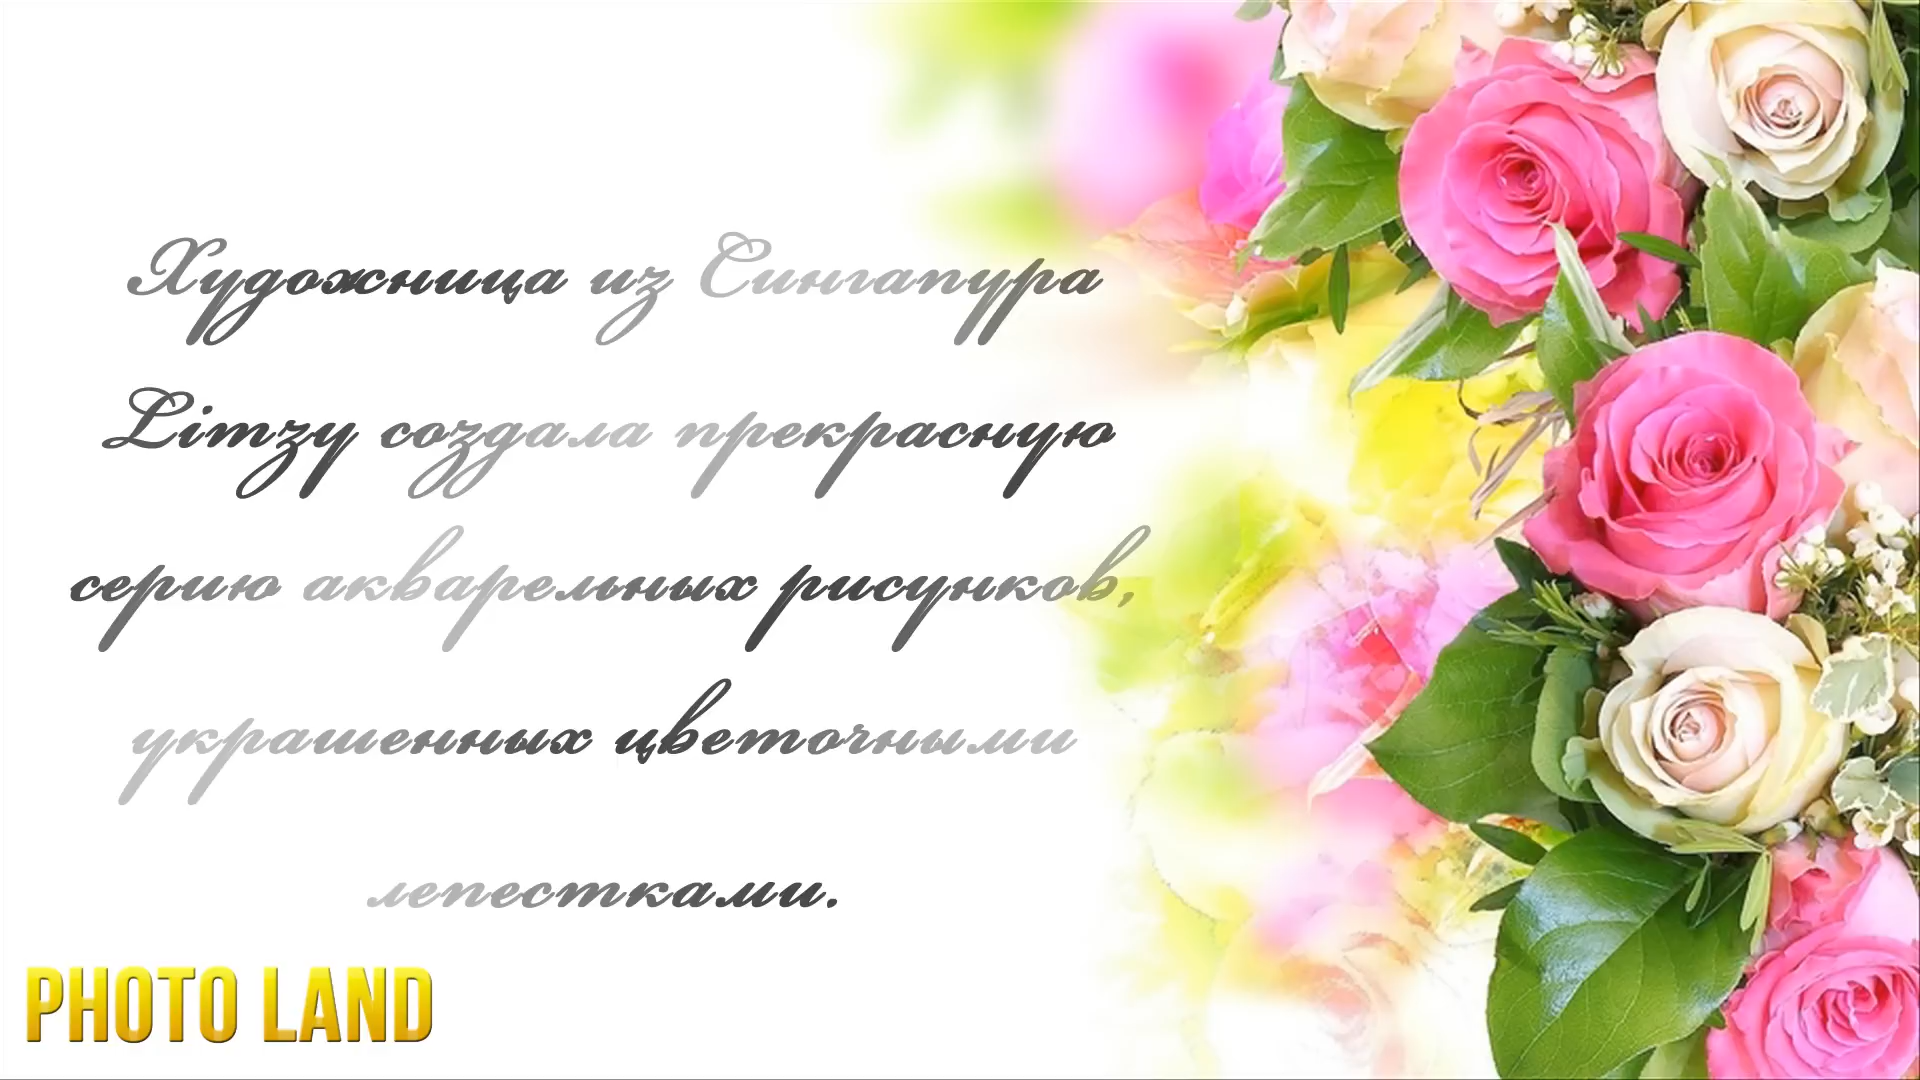 Художница из Сингапура
Limzy создала прекрасную
серию акварельных рисунков,
украшенных цветочными
лепестками.
PHOTO LAND